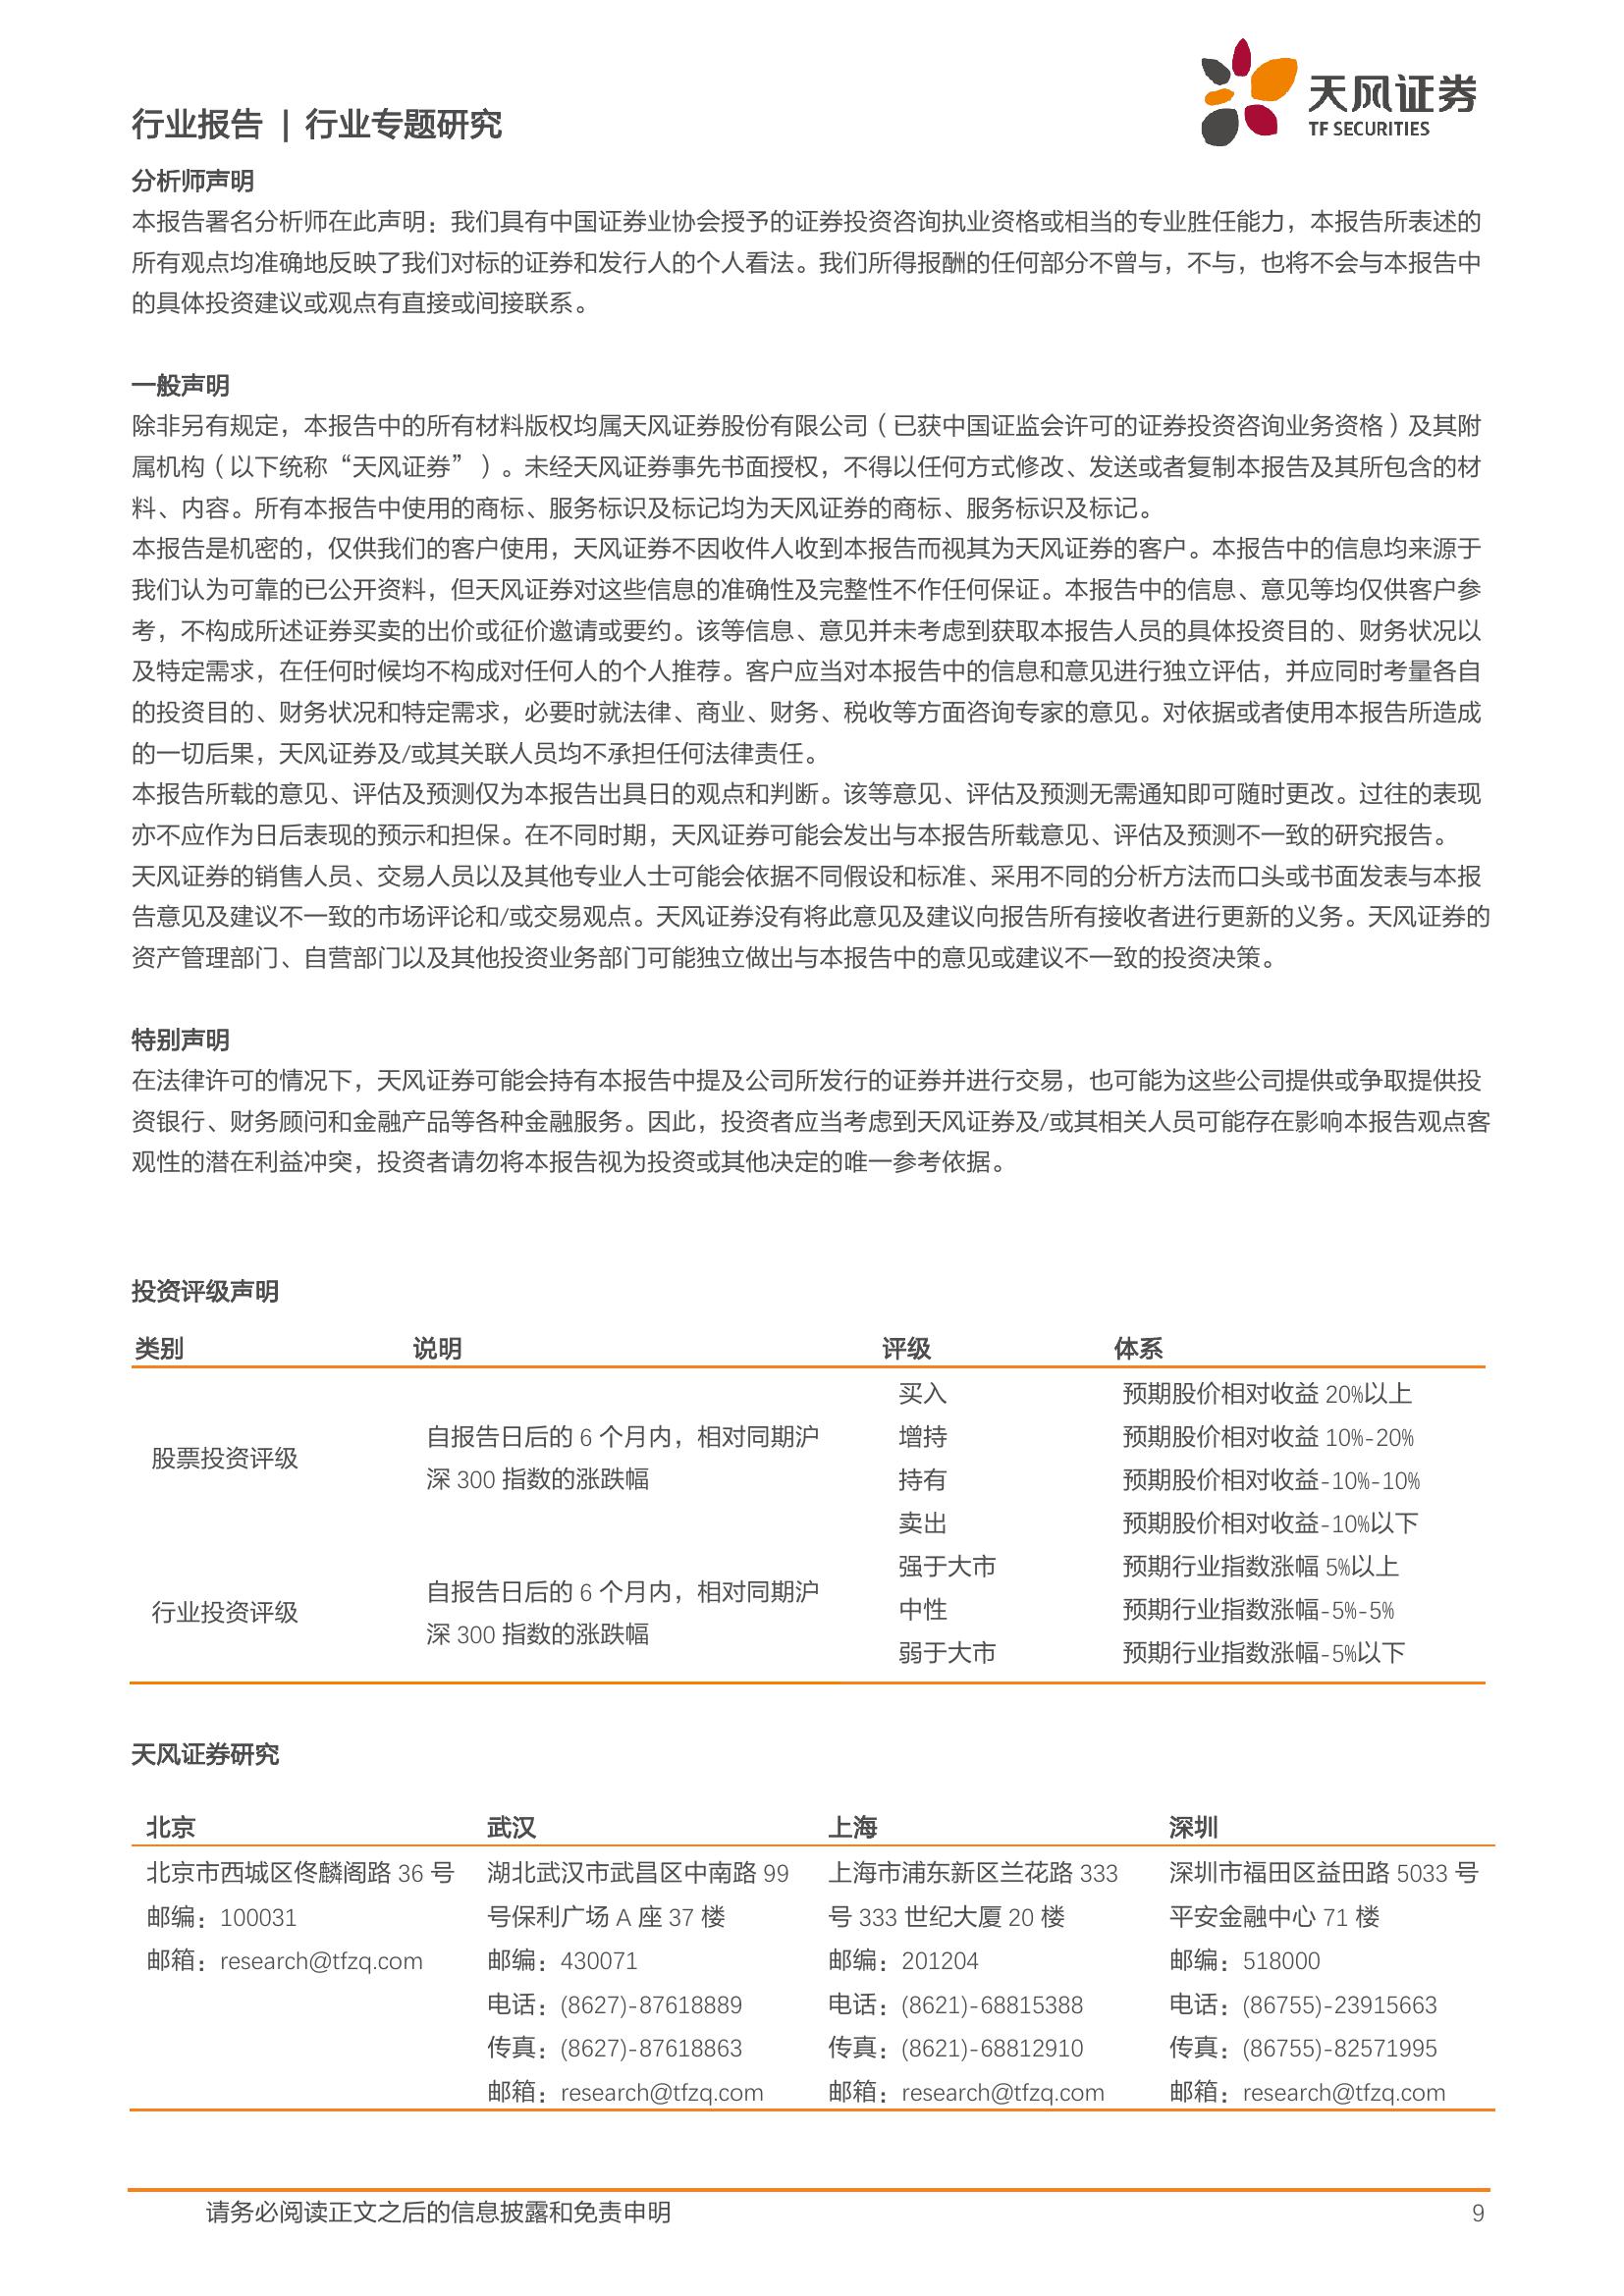 行业报告 | 行业专题研究
天风证券
TF SECURITIES
分析师声明
本报告署名分析师在此声明：我们具有中国证券业协会授予的证券投资咨询执业资格或相当的专业胜任能力，本报告所表述的
所有观点均准确地反映了我们对标的证券和发行人的个人看法。我们所得报酬的任何部分不曾与，不与，也将不会与本报告中
的具体投资建议或观点有直接或间接联系。
一般声明
除非另有规定，本报告中的所有材料版权均属天风证券股份有限公司（已获中国证监会许可的证券投资咨询业务资格）及其附
属机构（以下统称“天风证券”）。未经天风证券事先书面授权，不得以任何方式修改、发送或者复制本报告及其所包含的材
料、内容。所有本报告中使用的商标、服务标识及标记均为天风证券的商标、服务标识及标记。
本报告是机密的，仅供我们的客户使用，天风证券不因收件人收到本报告而视其为天风证券的客户。本报告中的信息均来源于
我们认为可靠的已公开资料，但天风证券对这些信息的准确性及完整性不作任何保证。本报告中的信息、意见等均仅供客户参
考，不构成所述证券买卖的出价或征价邀请或要约。该等信息、意见并未考虑到获取本报告人员的具体投资目的、财务状况以
及特定需求，在任何时候均不构成对任何人的个人推荐。客户应当对本报告中的信息和意见进行独立评估，并应同时考量各自
的投资目的、财务状况和特定需求，必要时就法律、商业、财务、税收等方面咨询专家的意见。对依据或者使用本报告所造成
的一切后果，天风证券及/或其关联人员均不承担任何法律责任。
本报告所载的意见、评估及预测仅为本报告出具日的观点和判断。该等意见、评估及预测无需通知即可随时更改。过往的表现
亦不应作为日后表现的预示和担保。在不同时期，天风证券可能会发出与本报告所载意见、评估及预测不一致的研究报告。
天风证券的销售人员、交易人员以及其他专业人士可能会依据不同假设和标准、采用不同的分析方法而口头或书面发表与本报
告意见及建议不一致的市场评论和/或交易观点。天风证券没有将此意见及建议向报告所有接收者进行更新的义务。天风证券的
资产管理部门、自营部门以及其他投资业务部门可能独立做出与本报告中的意见或建议不一致的投资决策。
特别声明
在法律许可的情况下，天风证券可能会持有本报告中提及公司所发行的证券并进行交易，也可能为这些公司提供或争取提供投
资银行、财务顾问和金融产品等各种金融服务。因此，投资者应当考虑到天风证券及/或其相关人员可能存在影响本报告观点客
观性的潜在利益冲突，投资者请勿将本报告视为投资或其他决定的唯一参考依据。
投资评级声明
类别 说明 评级 体系
股票投资评级
自报告日后的 6 个月内，相对同期沪
深 300 指数的涨跌幅
买入 预期股价相对收益 20%以上
增持 预期股价相对收益 10%-20%
持有 预期股价相对收益-10%-10%
卖出 预期股价相对收益-10%以下
行业投资评级
自报告日后的 6 个月内，相对同期沪
深 300 指数的涨跌幅
强于大市 预期行业指数涨幅 5%以上
中性 预期行业指数涨幅-5%-5%
弱于大市 预期行业指数涨幅-5%以下
天风证券研究
北京 武汉 上海 深圳
北京市西城区佟麟阁路 36 号 湖北武汉市武昌区中南路 99 上海市浦东新区兰花路 333 深圳市福田区益田路 5033 号
邮编：100031 号保利广场 A 座 37 楼 号 333 世纪大厦 20 楼 平安金融中心 71 楼
邮箱：research@tfzq.com 邮编：430071 邮编：201204 邮编：518000
电话：(8627)-87618889 电话：(8621)-68815388 电话：(86755)-23915663
传真：(8627)-87618863 传真：(8621)-68812910 传真：(86755)-82571995
邮箱：research@tfzq.com 邮箱：research@tfzq.com 邮箱：research@tfzq.com
请务必阅读正文之后的信息披露和免责申明 9